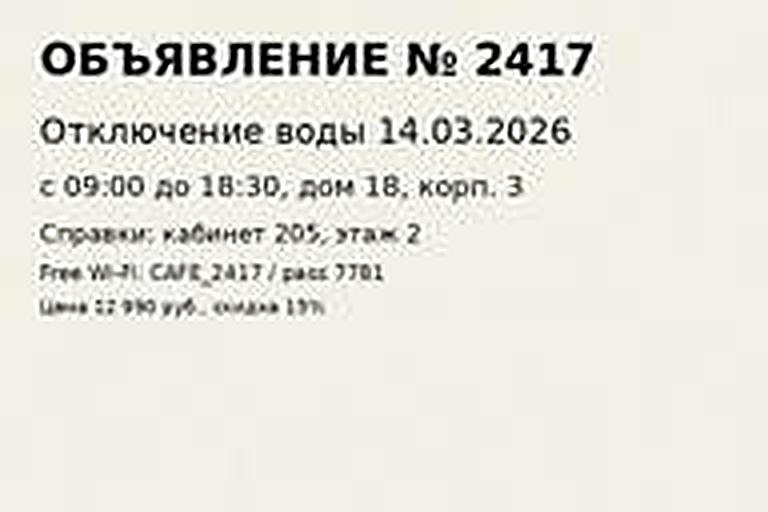 ОБЪЯВЛЕНИЕ № 2417
Отключение воды 14.03.2026
с 09:00 до 18:30, дом 18, корп. 3
Справки: кабинет 205, этаж 2
Free Wi-Fi: CAFE_2417 / pass 7781
Цена 12 990 руб., скидка 15%